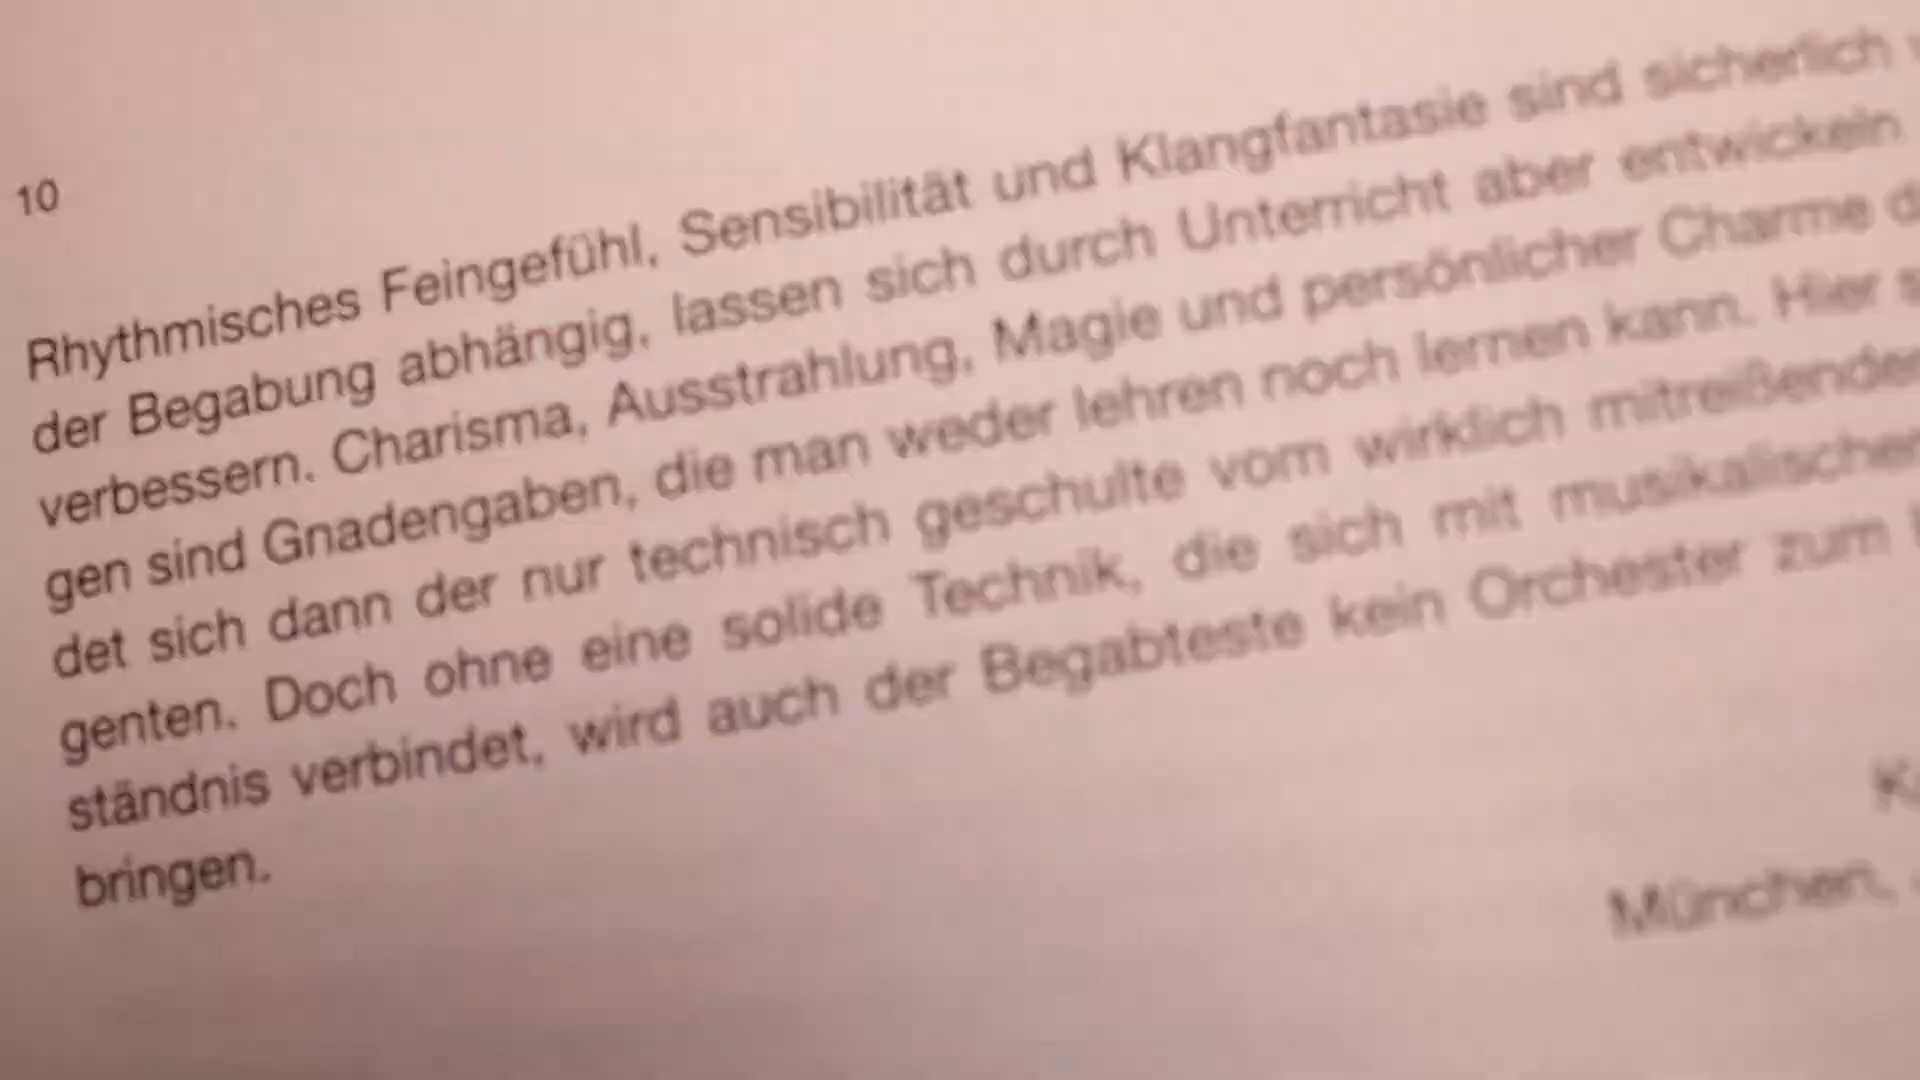 10
Rhythmisches Feingefühl, Sensibilität und Klangfantasie sind sicherlich
der Begabung abhängig, lassen sich durch Unterricht aber entwickeln
verbessern. Charisma, Ausstrahlung, Magie und persönlicher Charme
gen sind Gnadengaben, die man weder lehren noch lernen kann. Hier
det sich dann der nur technisch geschulte vom wirklich mitreißenden
genten. Doch ohne eine solide Technik, die sich mit musikalischem
ständnis verbindet, wird auch der Begabteste kein Orchester zum
bringen.
München,